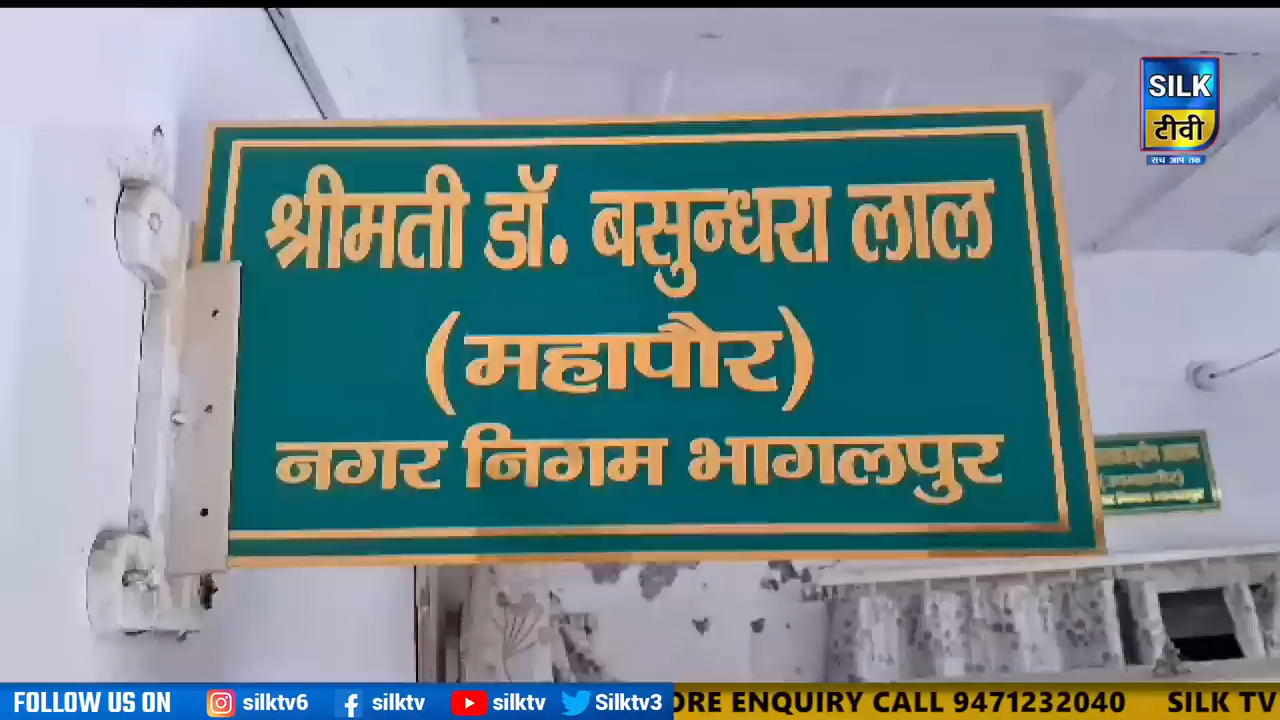 SILK
टीवी
सच आप तक
श्रीमती डॉ. बसुन्धरा लाल
(महापौर)
नगर निगम भागलपुर
FOLLOW US ON silktv6 silktv silktv Silktv3 ORE ENQUIRY CALL 9471232040 SILK TV